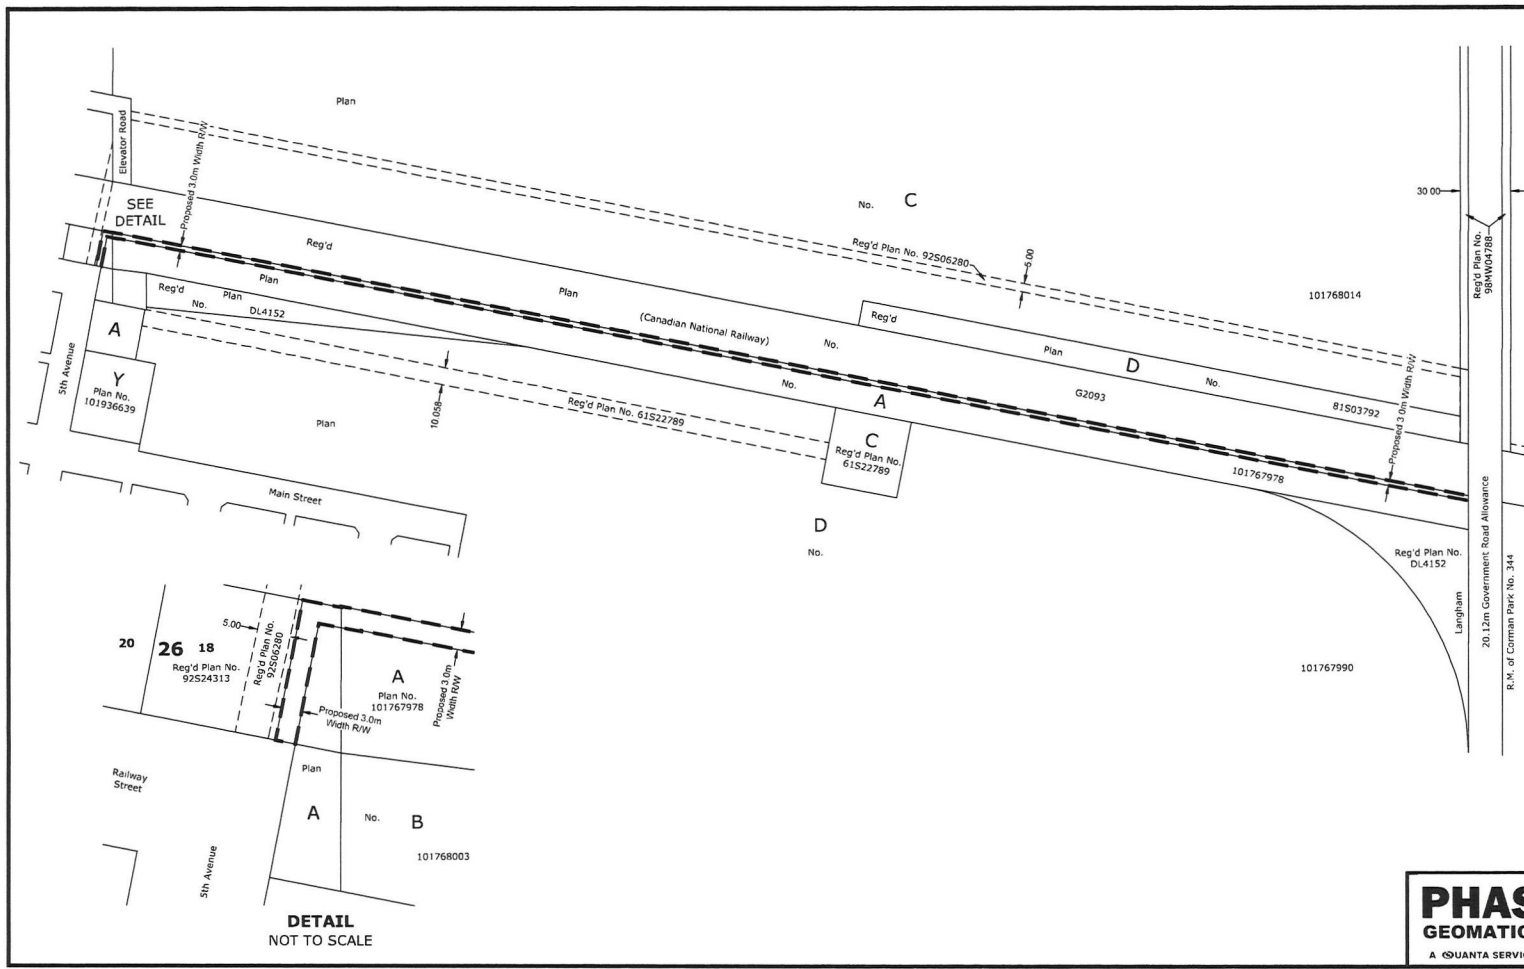 Plan
Elevator Road
Proposed 3.0m Width R/W
SEE
DETAIL
No.
C
30.00
Reg'd Plan No.
98MW04788
Reg'd
Reg'd Plan No. 92S06280
5.00
101768014
Plan
Plan
Reg'd
No.
Plan
DL4152
(Canadian National Railway)
No.
Reg'd
Plan
D
No.
A
5th Avenue
Y
Plan No.
101936639
No.
A
G2093
81S03792
Proposed 3.0m Width R/W
10.058
Reg'd Plan No. 61S22789
Plan
C
Reg'd Plan No.
61S22789
101767978
Main Street
D
No.
Reg'd Plan No.
DL4152
Langham
20.12m Government Road Allowance
R.M. of Corman Park No. 344
101767990
20
26
18
Reg'd Plan No.
92S24313
5.00
Reg'd Plan No.
92S06280
A
Plan No.
101767978
Proposed 3.0m
Width R/W
Proposed 3.0m
Width R/W
Plan
Railway
Street
A
No.
B
101768003
5th Avenue
DETAIL
NOT TO SCALE
PHAS
GEOMATIC
A QUANTA SERVI